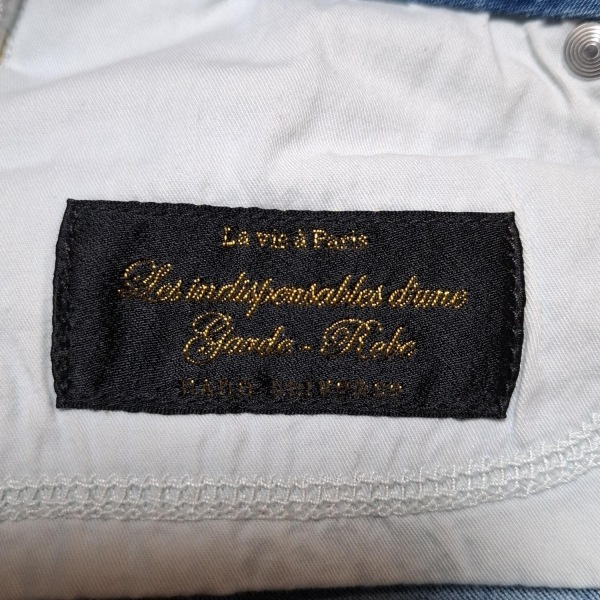 La vie à Paris
Les indispensables d'une
Garde - Robe